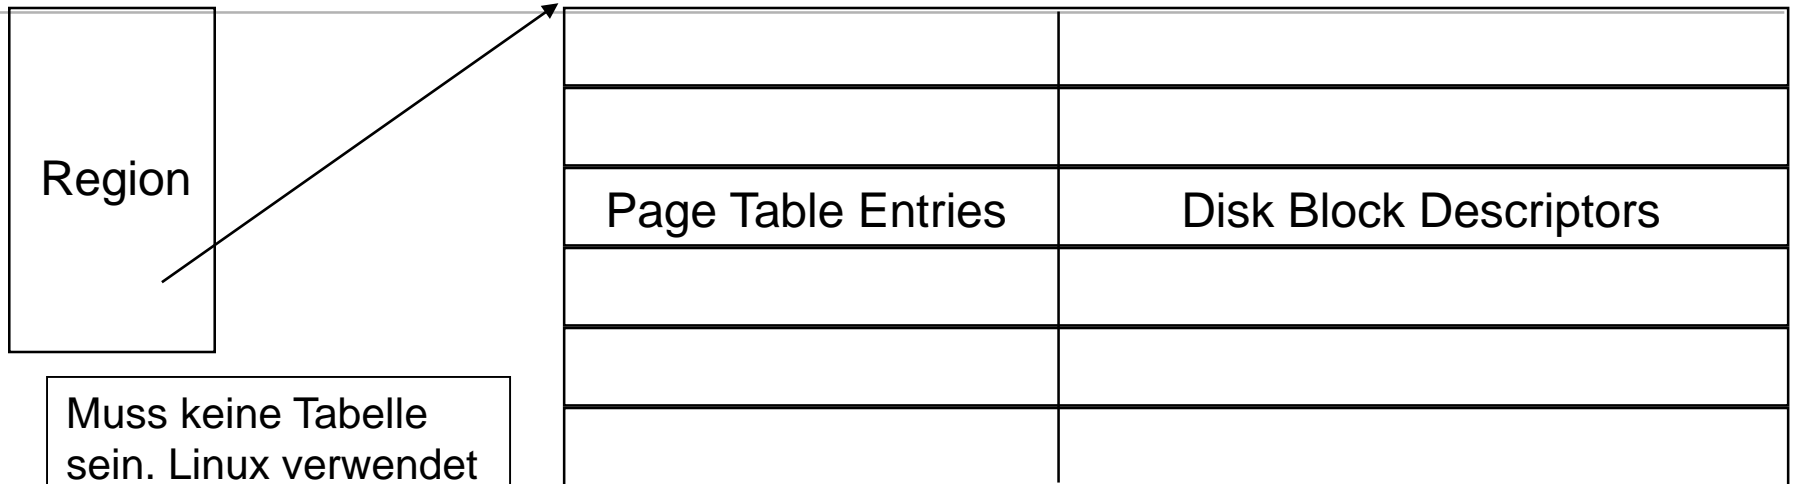 Region
Page Table Entries
Disk Block Descriptors
Muss keine Tabelle
sein. Linux verwendet